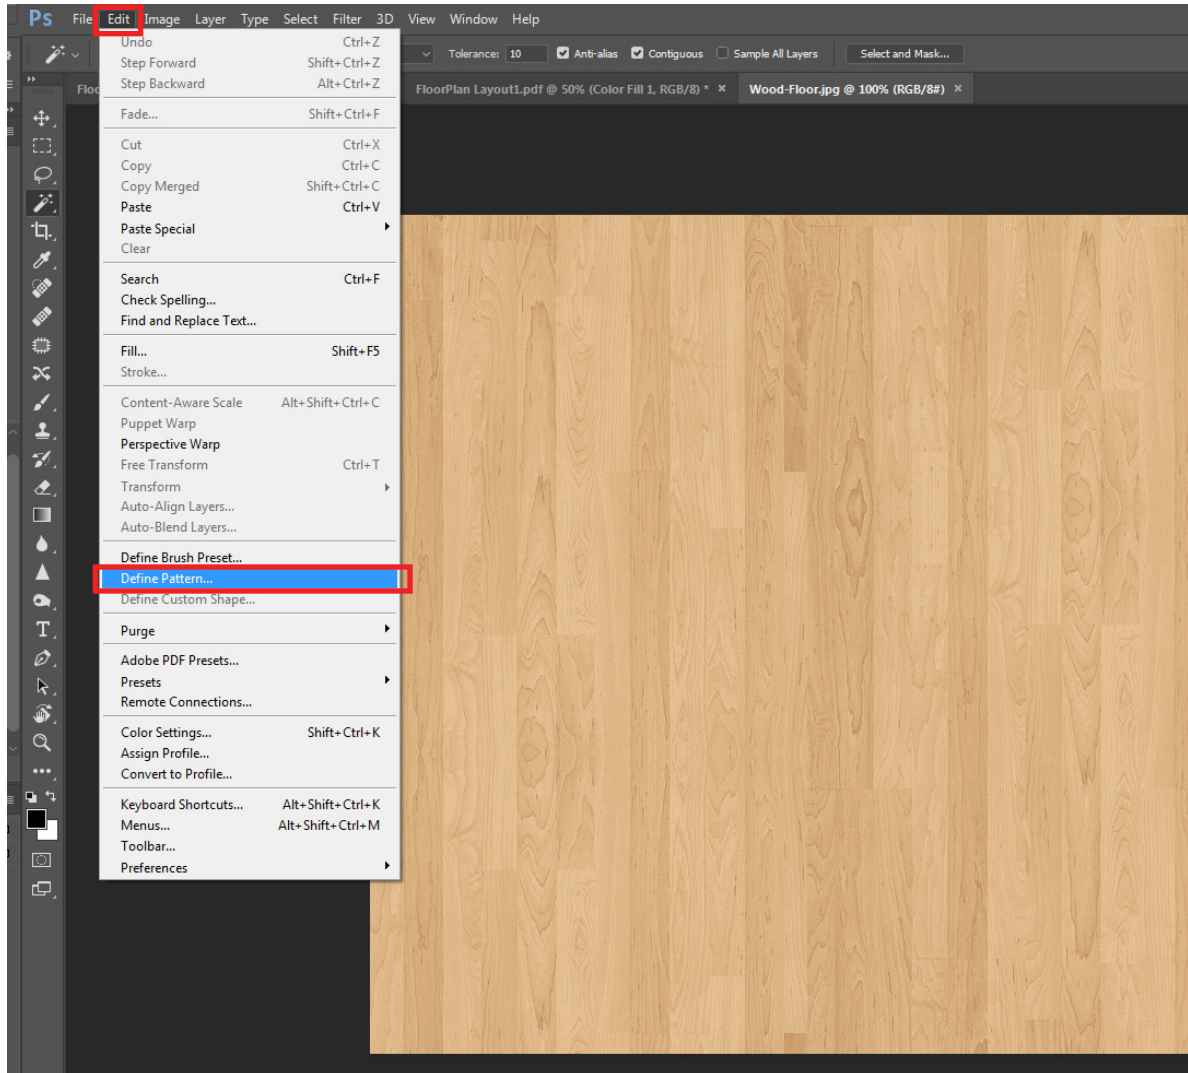 Ps File Edit Image Layer Type Select Filter 3D View Window Help
Tolerance: 10 Anti-alias Contiguous Sample All Layers Select and Mask...
Floo FloorPlan Layout1.pdf @ 50% (Color Fill 1, RGB/8) * × Wood-Floor.jpg @ 100% (RGB/8#) ×
Undo Ctrl+Z
Step Forward Shift+Ctrl+Z
Step Backward Alt+Ctrl+Z
Fade... Shift+Ctrl+F
Cut Ctrl+X
Copy Ctrl+C
Copy Merged Shift+Ctrl+C
Paste Ctrl+V
Paste Special
Clear
Search Ctrl+F
Check Spelling...
Find and Replace Text...
Fill... Shift+F5
Stroke...
Content-Aware Scale Alt+Shift+Ctrl+C
Puppet Warp
Perspective Warp
Free Transform Ctrl+T
Transform
Auto-Align Layers...
Auto-Blend Layers...
Define Brush Preset...
Define Pattern...
Define Custom Shape...
Purge
Adobe PDF Presets...
Presets
Remote Connections...
Color Settings... Shift+Ctrl+K
Assign Profile...
Convert to Profile...
Keyboard Shortcuts... Alt+Shift+Ctrl+K
Menus... Alt+Shift+Ctrl+M
Toolbar...
Preferences